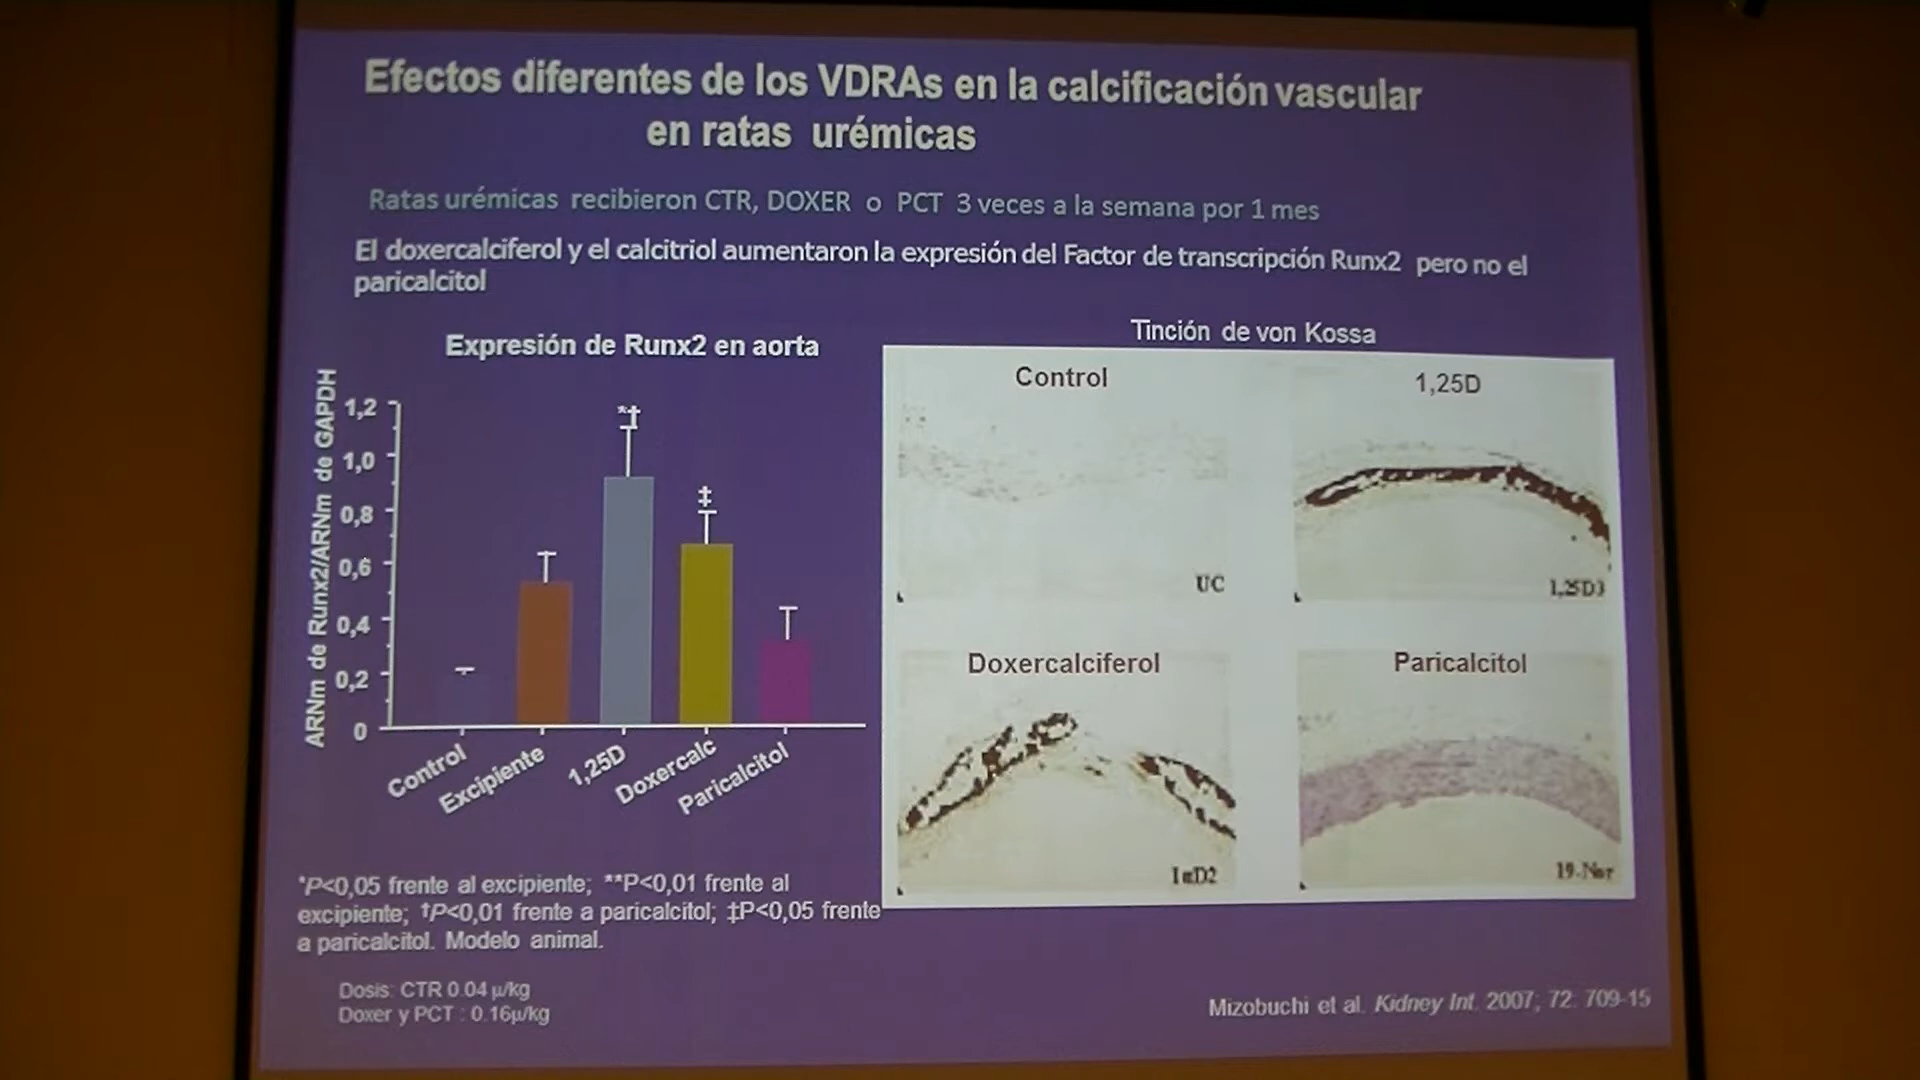 Efectos diferentes de los VDRAs en la calcificación vascular
en ratas urémicas
Ratas urémicas recibieron CTR, DOXER o PCT 3 veces a la semana por 1 mes
El doxercalciferol y el calcitriol aumentaron la expresión del Factor de transcripción Runx2 pero no el
paricalcitol
Expresión de Runx2 en aorta
ARNm de Runx2/ARNm de GAPDH
1,2
1,0
0,8
0,6
0,4
0,2
0
*†
‡
Control
Excipiente
1,25D
Doxercalc
Paricalcitol
Tinción de von Kossa
Control
UC
1,25D
1,25D3
Doxercalciferol
1αD2
Paricalcitol
19-Nor
*P<0,05 frente al excipiente; **P<0,01 frente al
excipiente; †P<0,01 frente a paricalcitol; ‡P<0,05 frente
a paricalcitol. Modelo animal.
Dosis: CTR 0.04 µ/kg
Doxer y PCT : 0.16µ/kg
Mizobuchi et al. Kidney Int. 2007; 72: 709-15